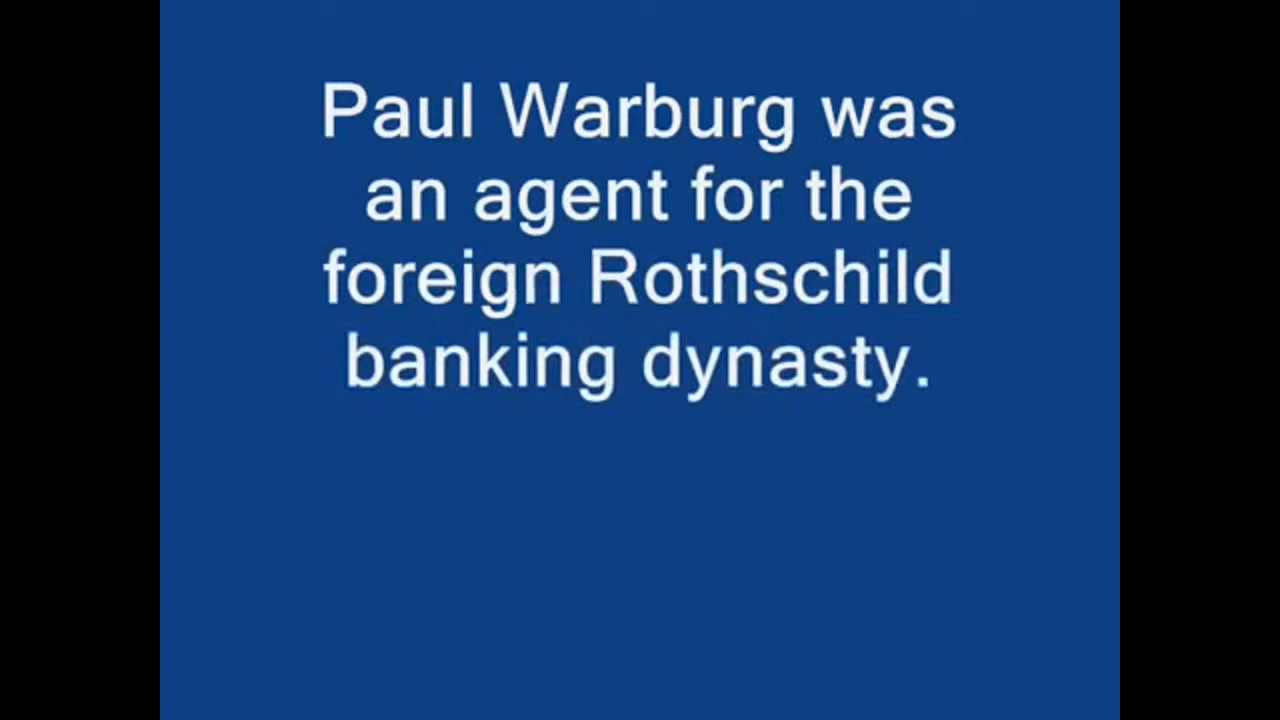 Paul Warburg was
an agent for the
foreign Rothschild
banking dynasty.